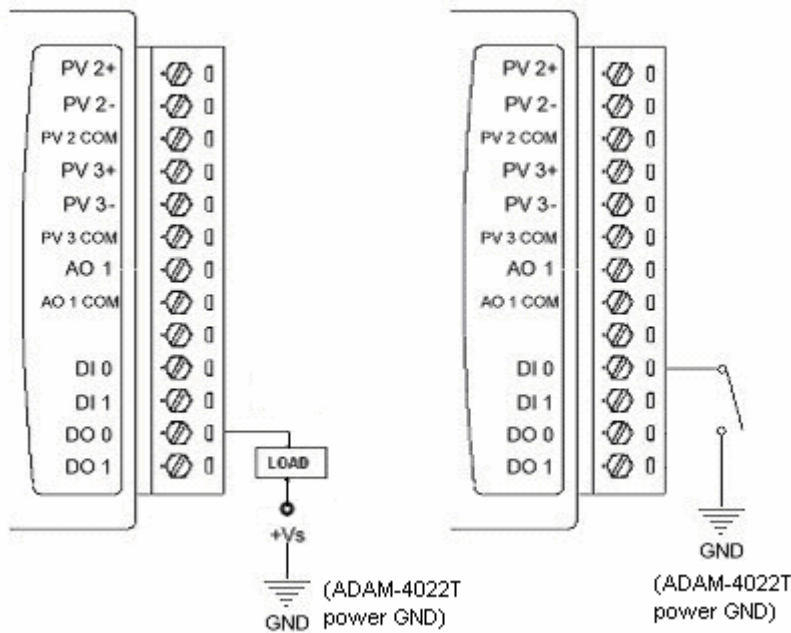 PV 2+
PV 2-
PV 2 COM
PV 3+
PV 3-
PV 3 COM
AO 1
AO 1 COM
DI 0
DI 1
DO 0
DO 1
LOAD
+Vs
GND
(ADAM-4022T
power GND)
PV 2+
PV 2-
PV 2 COM
PV 3+
PV 3-
PV 3 COM
AO 1
AO 1 COM
DI 0
DI 1
DO 0
DO 1
GND
(ADAM-4022T
power GND)